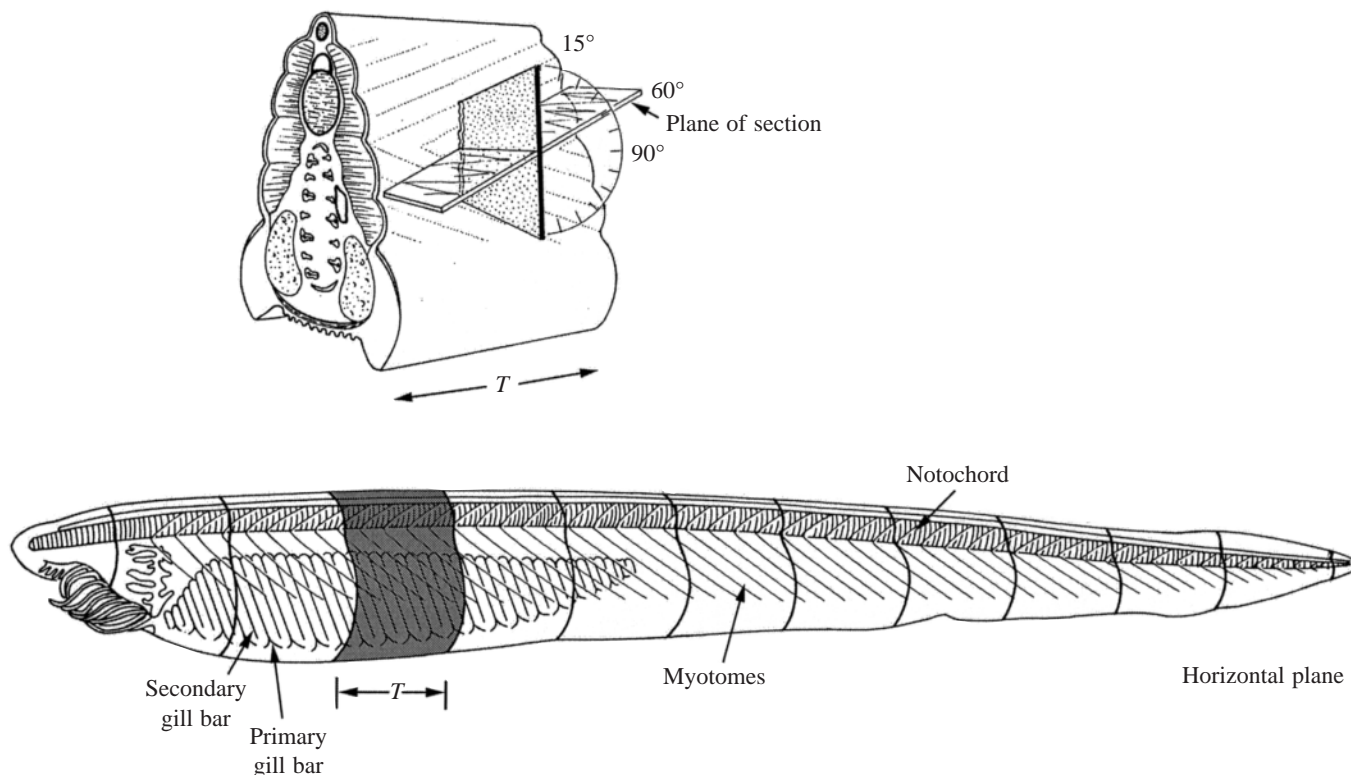 15°
60°
Plane of section
90°
T
Notochord
Myotomes
Horizontal plane
T
Secondary
gill bar
Primary
gill bar